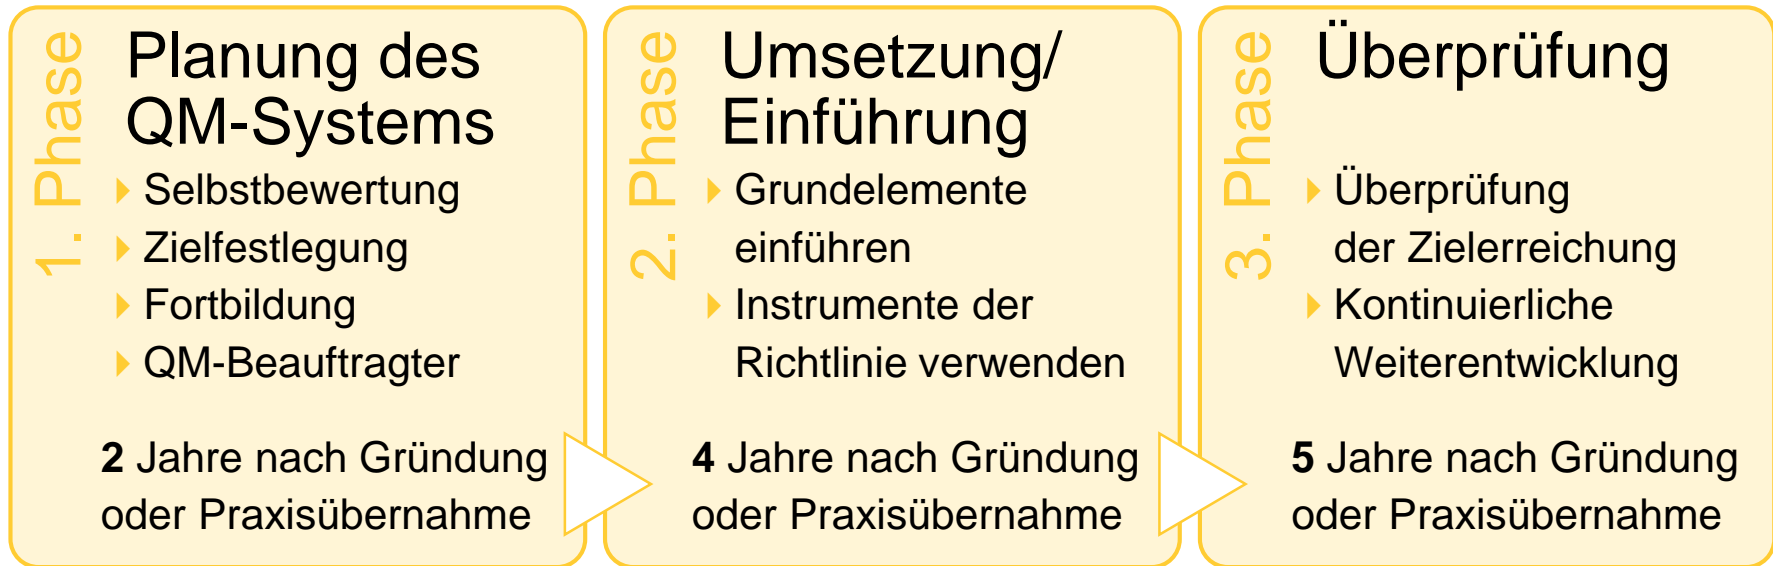 1. Phase
Planung des
QM-Systems
Selbstbewertung
Zielfestlegung
Fortbildung
QM-Beauftragter
2 Jahre nach Gründung
oder Praxisübernahme
2. Phase
Umsetzung/
Einführung
Grundelemente
einführen
Instrumente der
Richtlinie verwenden
4 Jahre nach Gründung
oder Praxisübernahme
3. Phase
Überprüfung
Überprüfung
der Zielerreichung
Kontinuierliche
Weiterentwicklung
5 Jahre nach Gründung
oder Praxisübernahme